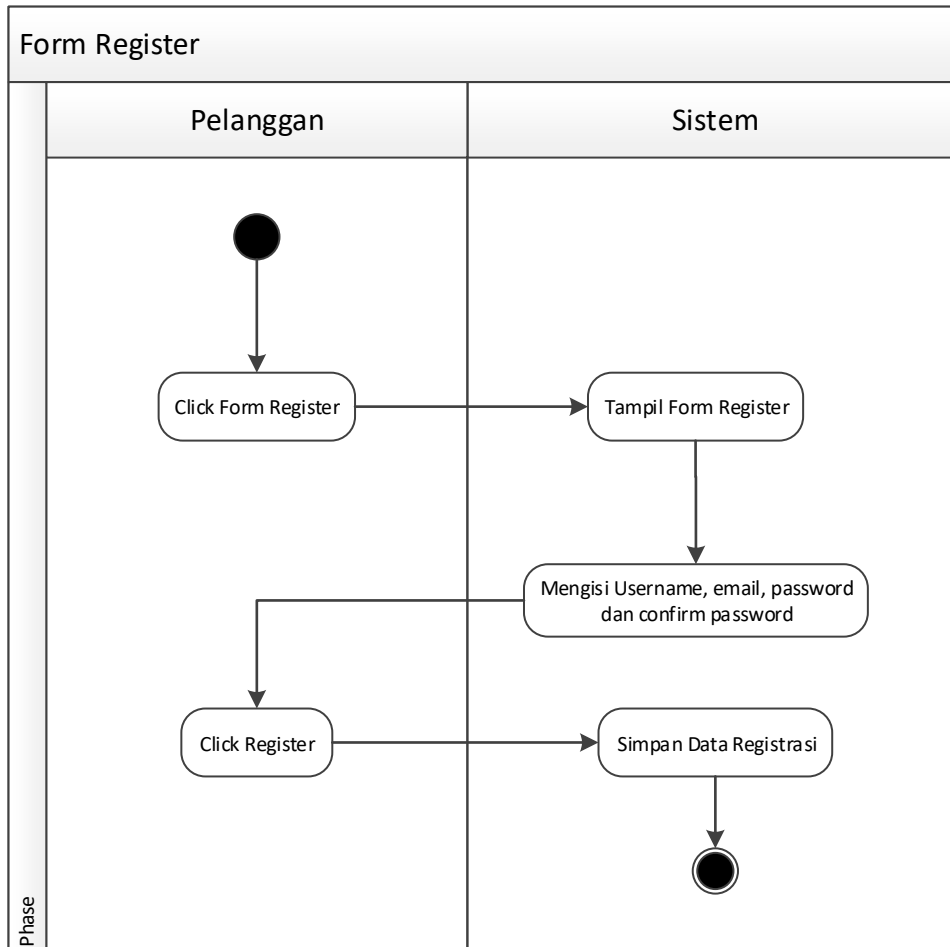 Form Register
Pelanggan
Sistem
Click Form Register
Tampil Form Register
Mengisi Username, email, password
dan confirm password
Click Register
Simpan Data Registrasi
Phase